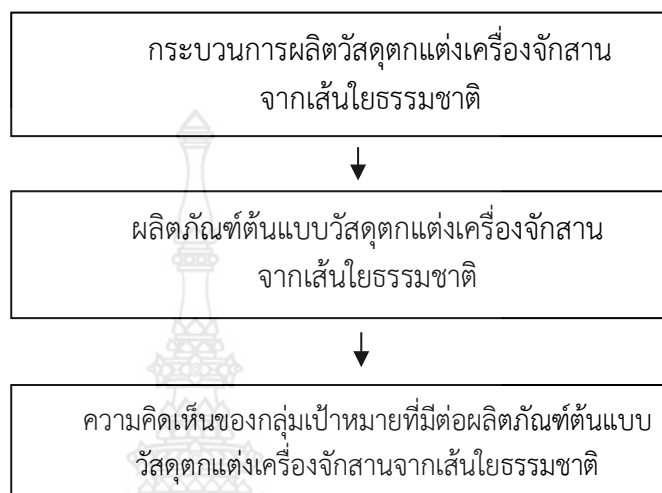 กระบวนการผลิตวัสดุตกแต่งเครื่องจักสาน
จากเส้นใยธรรมชาติ
ผลิตภัณฑ์ต้นแบบวัสดุตกแต่งเครื่องจักสาน
จากเส้นใยธรรมชาติ
ความคิดเห็นของกลุ่มเป้าหมายที่มีต่อผลิตภัณฑ์ต้นแบบ
วัสดุตกแต่งเครื่องจักสานจากเส้นใยธรรมชาติ